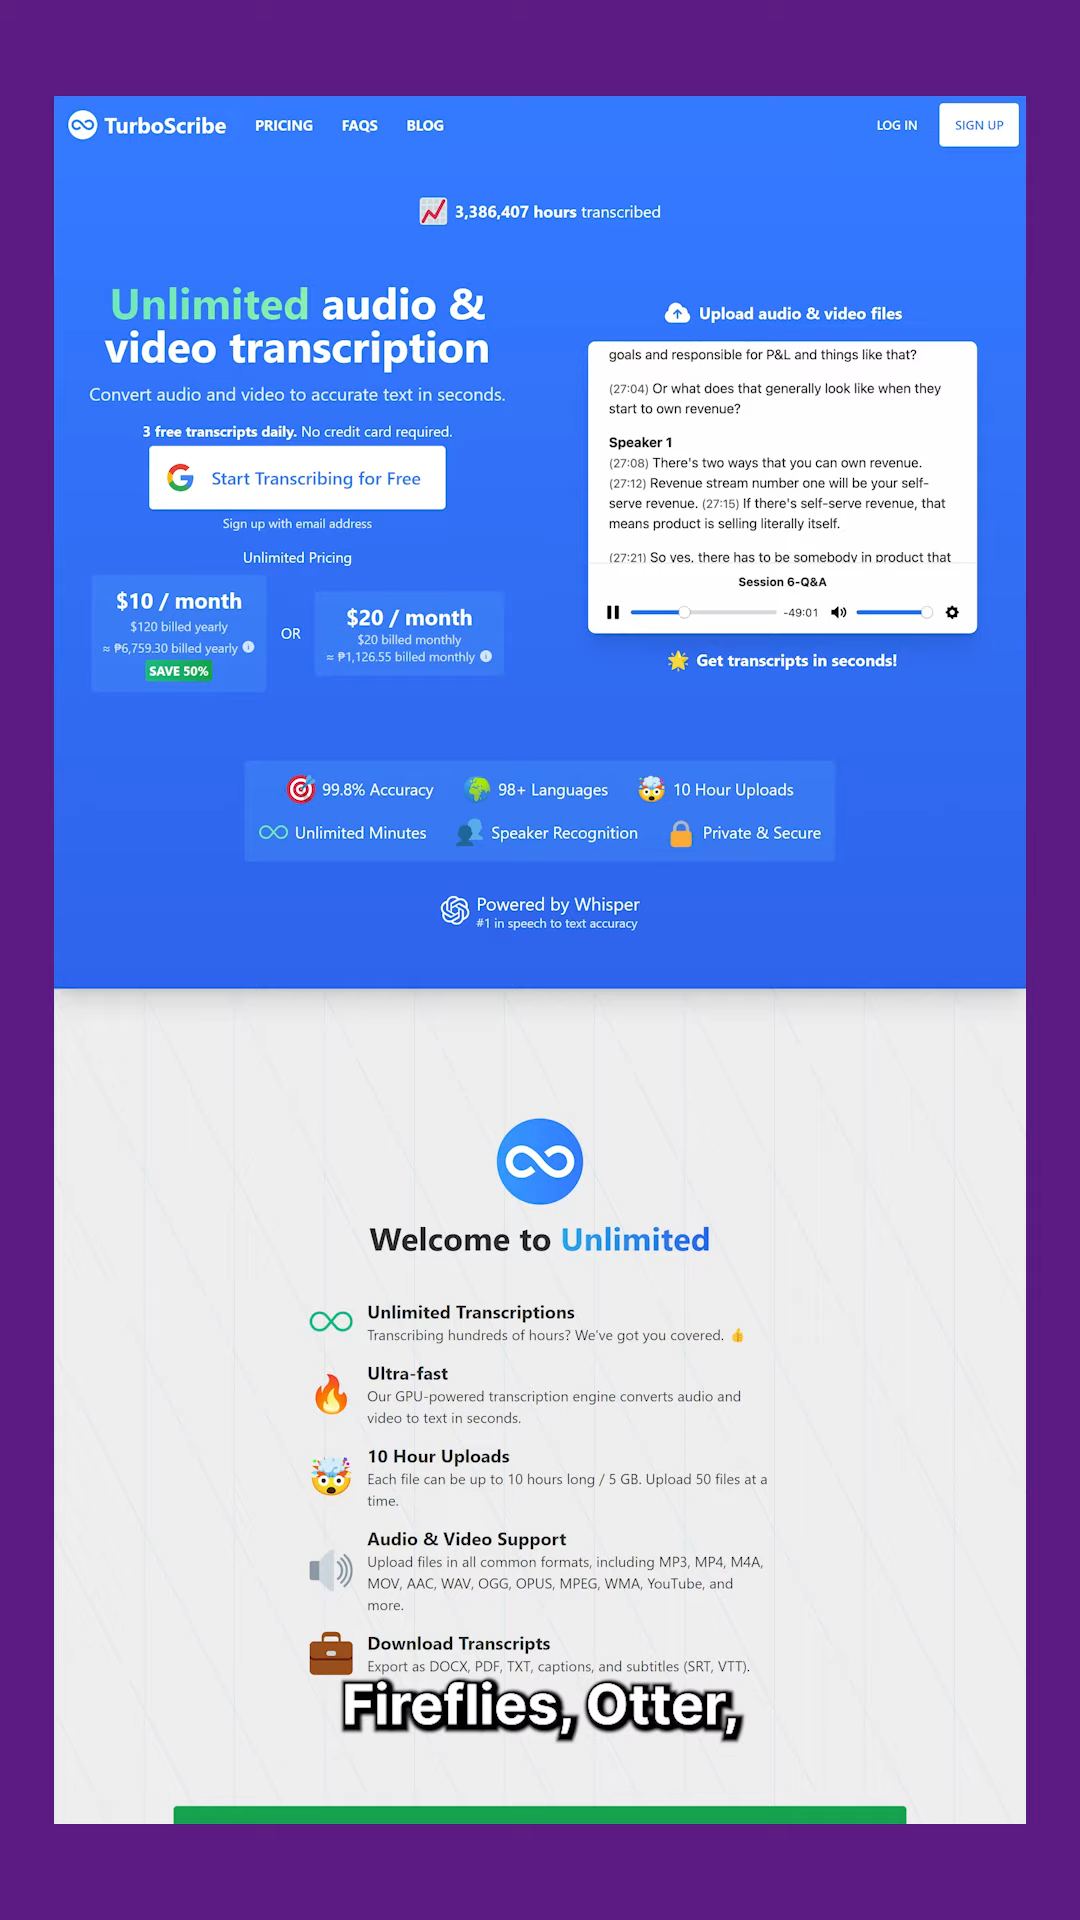 TurboScribe PRICING FAQS BLOG LOG IN SIGN UP
3,386,407 hours transcribed
Unlimited audio &
video transcription
Convert audio and video to accurate text in seconds.
3 free transcripts daily. No credit card required.
Start Transcribing for Free
Sign up with email address
Unlimited Pricing
$10 / month
$120 billed yearly
≈ ₱6,759.30 billed yearly
SAVE 50%
OR
$20 / month
$20 billed monthly
≈ ₱1,126.55 billed monthly
Upload audio & video files
goals and responsible for P&L and things like that?
(27:04) Or what does that generally look like when they
start to own revenue?
Speaker 1
(27:08) There's two ways that you can own revenue.
(27:12) Revenue stream number one will be your self-
serve revenue. (27:15) If there's self-serve revenue, that
means product is selling literally itself.
(27:21) So yes, there has to be somebody in product that
Session 6-Q&A
-49:01
Get transcripts in seconds!
99.8% Accuracy 98+ Languages 10 Hour Uploads
Unlimited Minutes Speaker Recognition Private & Secure
Powered by Whisper
#1 in speech to text accuracy
Welcome to Unlimited
Unlimited Transcriptions
Transcribing hundreds of hours? We've got you covered. 👍
Ultra-fast
Our GPU-powered transcription engine converts audio and
video to text in seconds.
10 Hour Uploads
Each file can be up to 10 hours long / 5 GB. Upload 50 files at a
time.
Audio & Video Support
Upload files in all common formats, including MP3, MP4, M4A,
MOV, AAC, WAV, OGG, OPUS, MPEG, WMA, YouTube, and
more.
Download Transcripts
Export as DOCX, PDF, TXT, captions, and subtitles (SRT, VTT).
Fireflies, Otter,